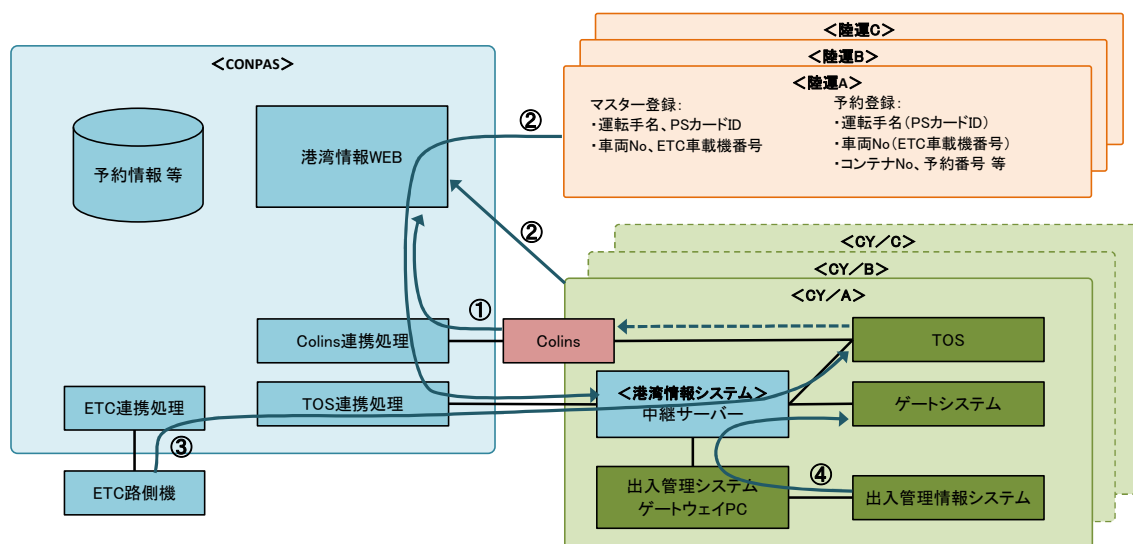 <CONPAS>
予約情報 等
港湾情報WEB
②
<陸運C>
<陸運B>
<陸運A>
マスター登録:
・運転手名、PSカードID
・車両No、ETC車載機番号
予約登録:
・運転手名(PSカードID)
・車両No(ETC車載機番号)
・コンテナNo、予約番号 等
②
<CY/C>
<CY/B>
<CY/A>
①
Colins連携処理
Colins
TOS
ETC連携処理
TOS連携処理
<港湾情報システム>
中継サーバー
ゲートシステム
③
ETC路側機
出入管理システム
ゲートウェイPC
④
出入管理情報システム